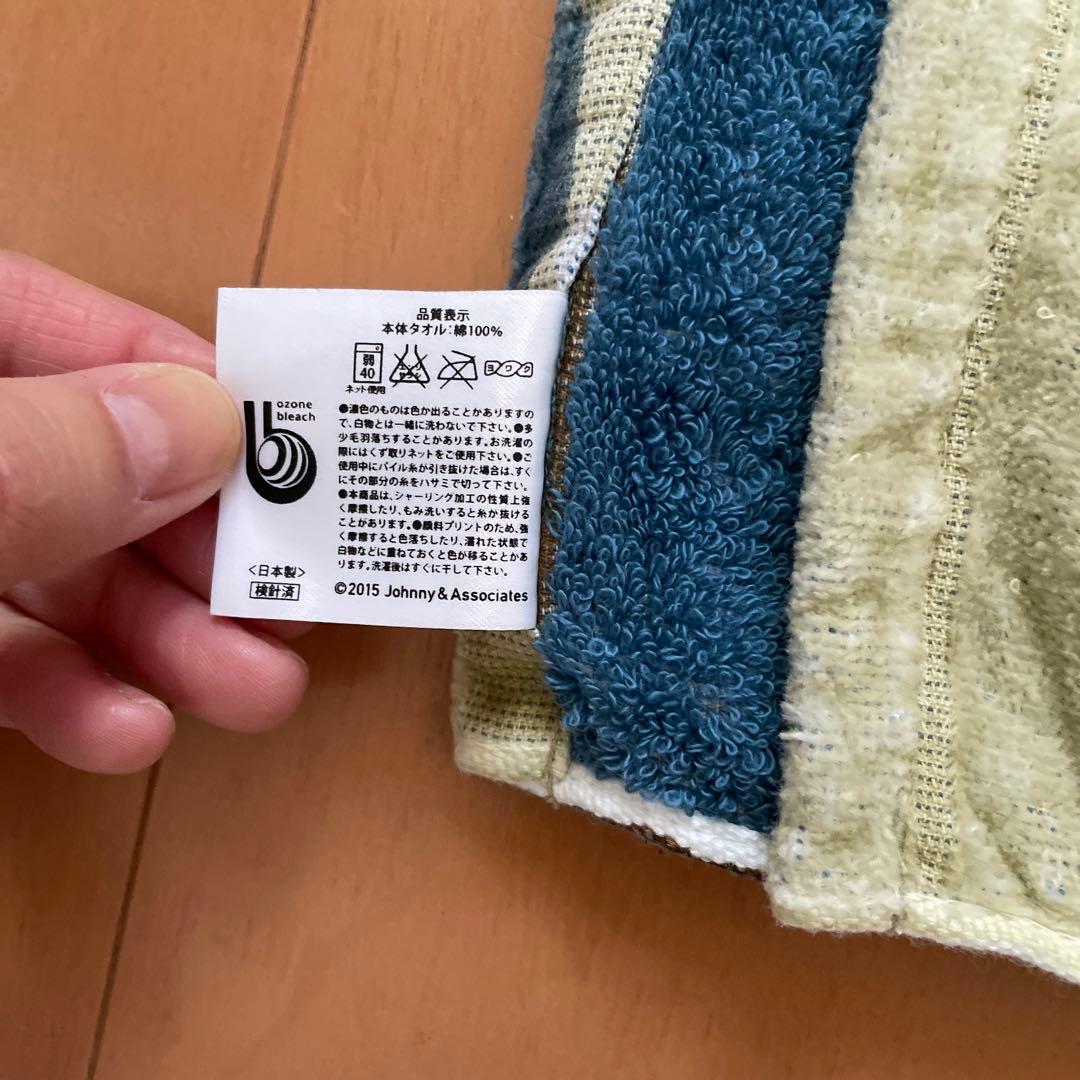 品質表示
本体タオル:綿100%
弱
40
ネット使用
エンソ
サラシ
ヨワク
ozone
bleach
●濃色のものは色が出ることがありますの
で、白物とは一緒に洗わないで下さい。●多
少毛羽落ちすることがあります。お洗濯の
際にはくず取りネットをご使用下さい。●ご
使用中にパイル糸が引き抜けた場合は、すぐ
にその部分の糸をハサミで切って下さい。
●本商品は、シャーリング加工の性質上強
く摩擦したり、もみ洗いすると糸が抜ける
ことがあります。●顔料プリントのため、強
く摩擦すると色落ちしたり、濡れた状態で
白物などに重ねておくと色が移ることがあ
ります。洗濯後はすぐに干して下さい。
<日本製>
検針済
©2015 Johnny & Associates